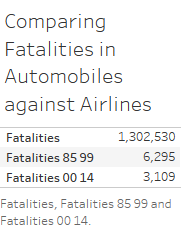 Comparing
Fatalities in
Automobiles
against Airlines
Fatalities 1,302,530
Fatalities 85 99 6,295
Fatalities 00 14 3,109
Fatalities, Fatalities 85 99 and
Fatalities 00 14.